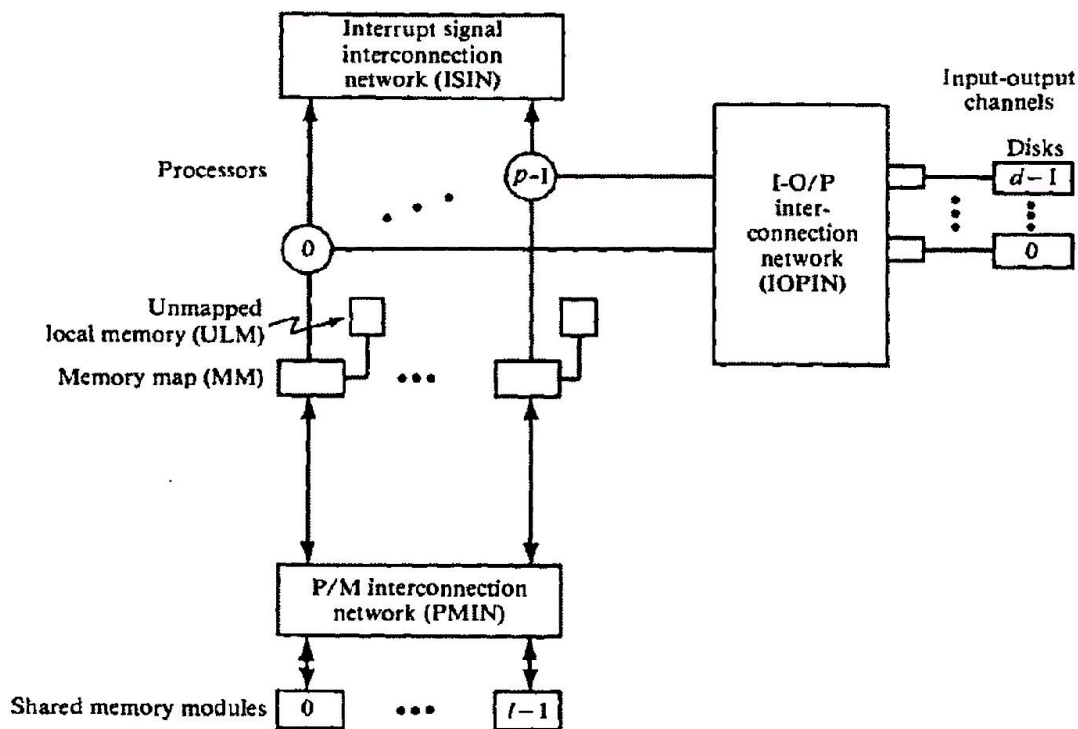 Interrupt signal
interconnection
network (ISIN)
Input-output
channels
Processors
p-1
Disks
d-1
I-O/P
inter-
connection
network
(IOPIN)
0
0
Unmapped
local memory (ULM)
Memory map (MM)
P/M interconnection
network (PMIN)
Shared memory modules
0
l-1